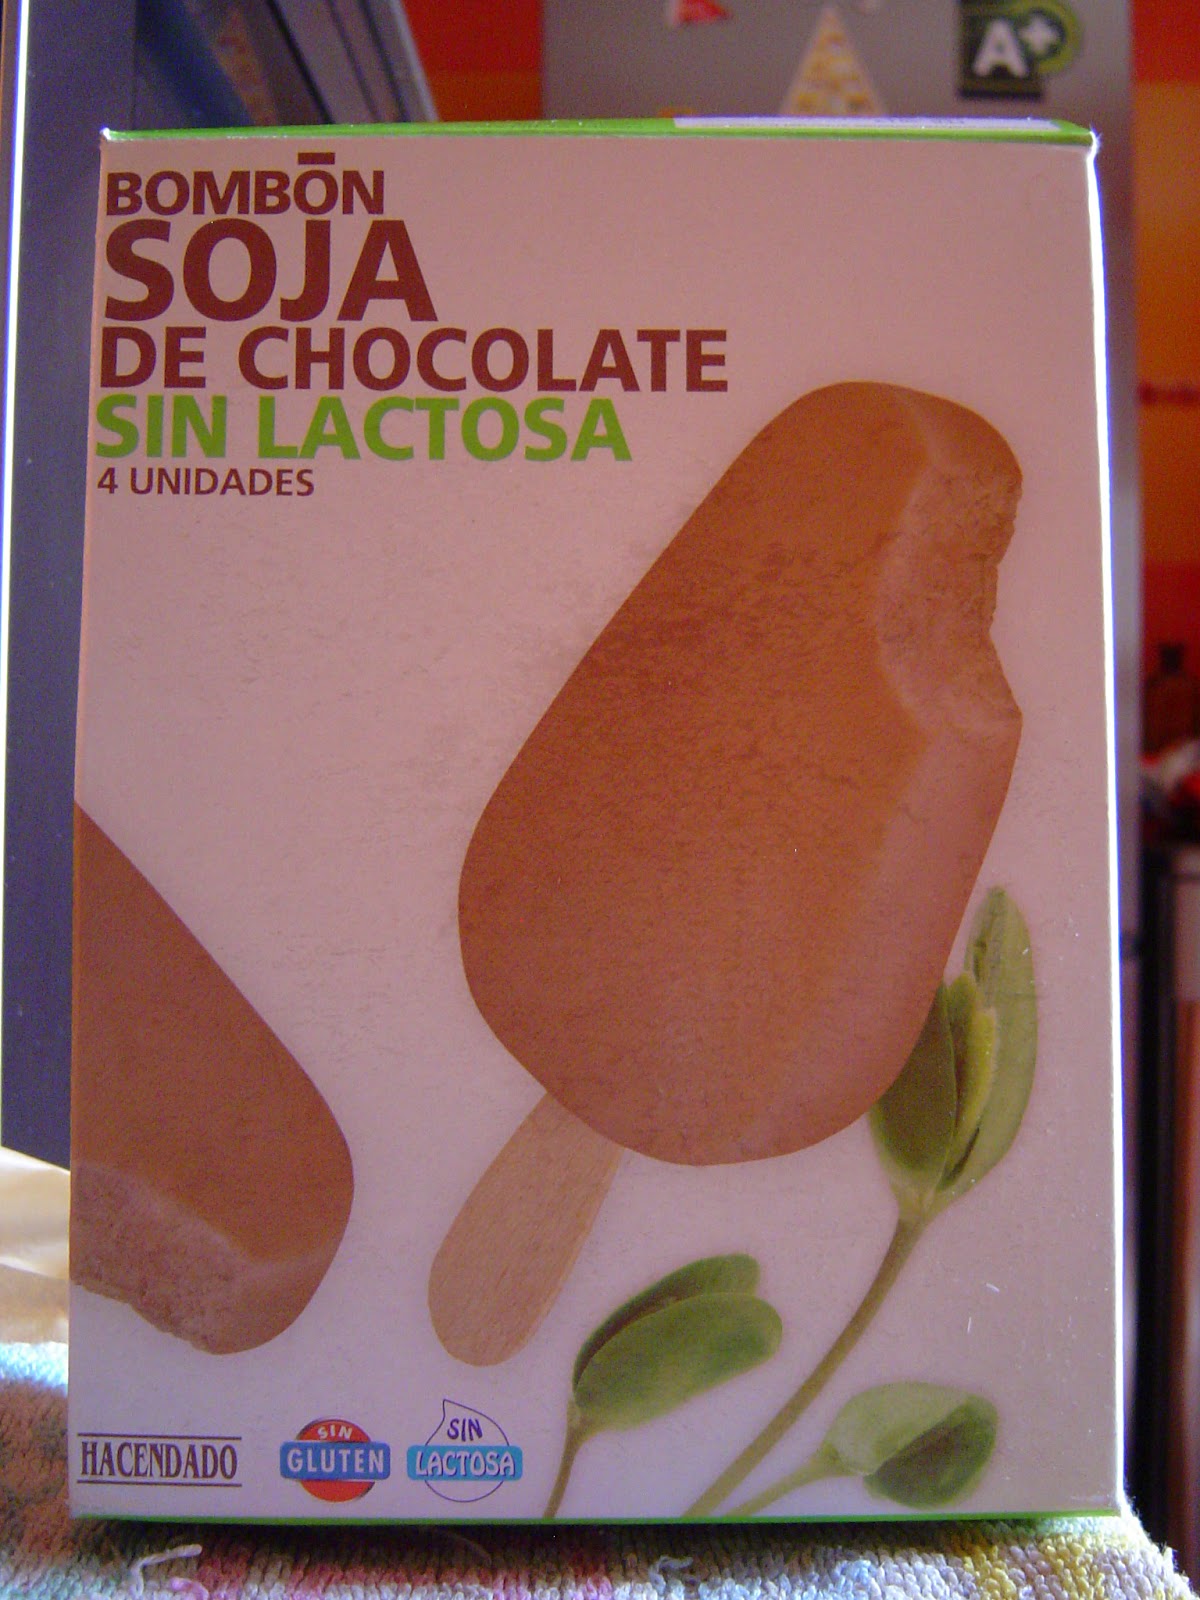 A+
BOMBŌN
SOJA
DE CHOCOLATE
SIN LACTOSA
4 UNIDADES
HACENDADO
SIN
GLUTEN
SIN
LACTOSA